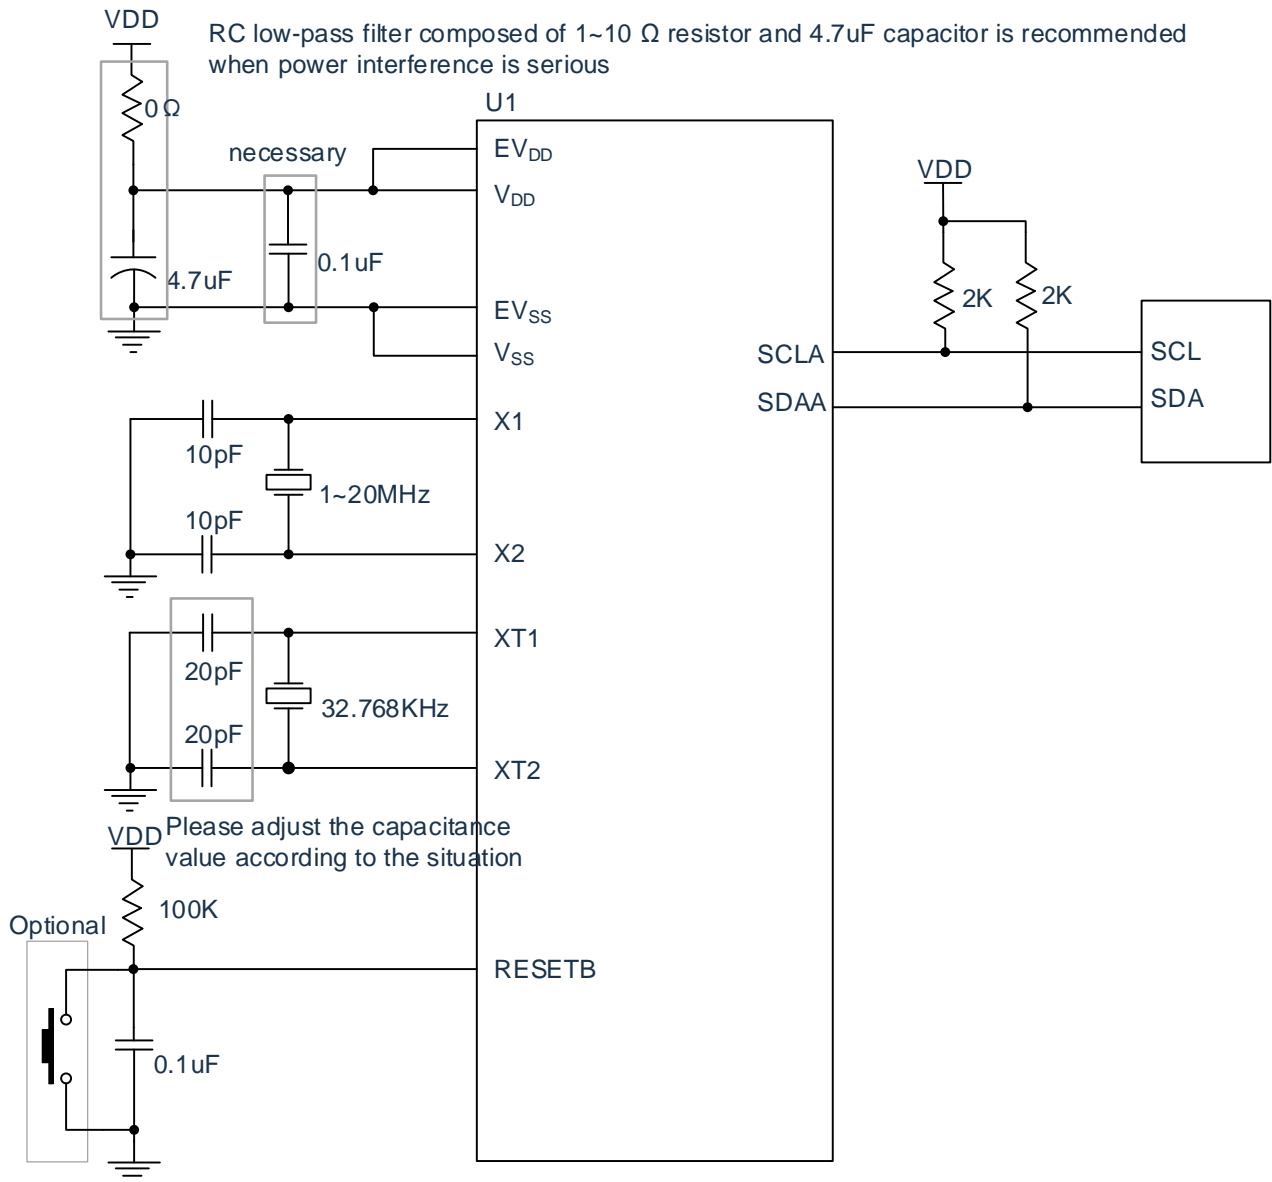 VDD
RC low-pass filter composed of 1~10 Ω resistor and 4.7uF capacitor is recommended
when power interference is serious
0Ω
U1
necessary
EVDD
VDD
VDD
0.1uF
4.7uF
2K
2K
EVSS
VSS
SCLA
SCL
SDAA
SDA
X1
10pF
1~20MHz
10pF
X2
XT1
20pF
32.768KHz
20pF
XT2
Please adjust the capacitance
value according to the situation
VDD
100K
Optional
RESETB
0.1uF